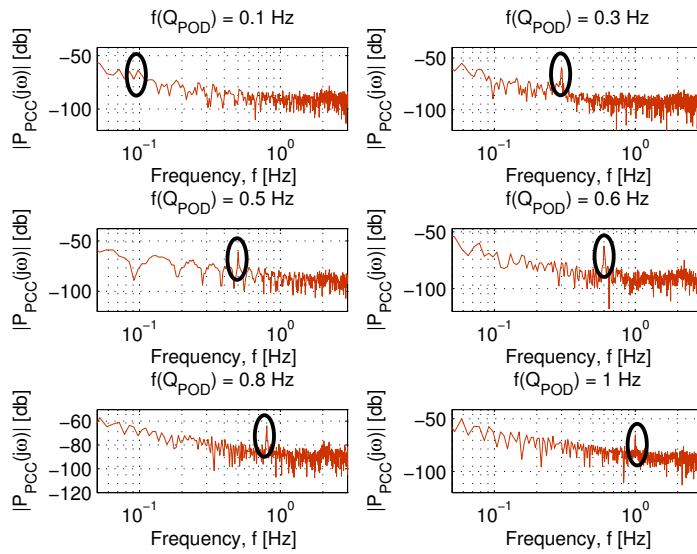 f(Q_POD) = 0.1 Hz
|P_PCC(jω)| [db]
−50
−100
10^−1
10^0
Frequency, f [Hz]
f(Q_POD) = 0.3 Hz
|P_PCC(jω)| [db]
−50
−100
10^−1
10^0
Frequency, f [Hz]
f(Q_POD) = 0.5 Hz
|P_PCC(jω)| [db]
−50
−100
10^−1
10^0
Frequency, f [Hz]
f(Q_POD) = 0.6 Hz
|P_PCC(jω)| [db]
−50
−100
10^−1
10^0
Frequency, f [Hz]
f(Q_POD) = 0.8 Hz
|P_PCC(jω)| [db]
−60
−80
−100
−120
10^−1
10^0
Frequency, f [Hz]
f(Q_POD) = 1 Hz
|P_PCC(jω)| [db]
−50
−100
10^−1
10^0
Frequency, f [Hz]